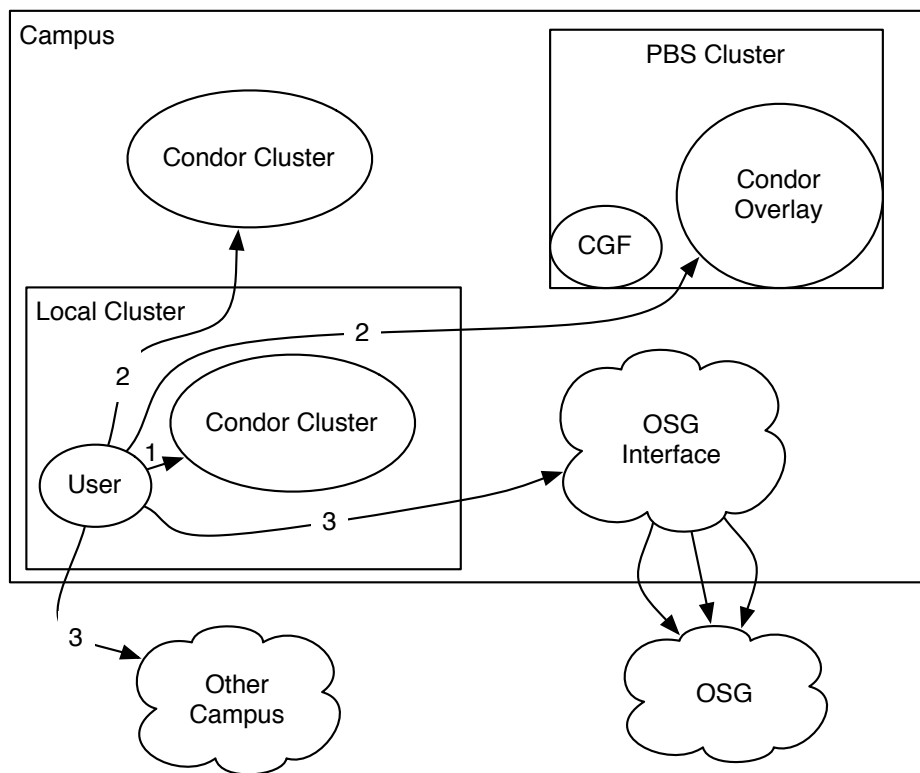 Campus
PBS Cluster
Condor Cluster
Condor
Overlay
CGF
Local Cluster
2
2
Condor Cluster
1
User
3
OSG
Interface
3
Other
Campus
OSG